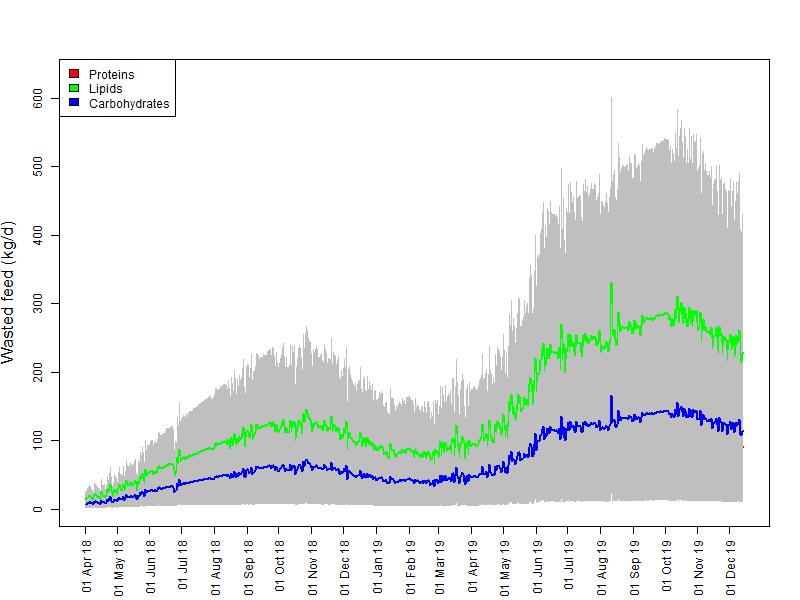 Proteins
Lipids
Carbohydrates
Wasted feed (kg/d)
600
500
400
300
200
100
0
01 Apr 18
01 May 18
01 Jun 18
01 Jul 18
01 Aug 18
01 Sep 18
01 Oct 18
01 Nov 18
01 Dec 18
01 Jan 19
01 Feb 19
01 Mar 19
01 Apr 19
01 May 19
01 Jun 19
01 Jul 19
01 Aug 19
01 Sep 19
01 Oct 19
01 Nov 19
01 Dec 19